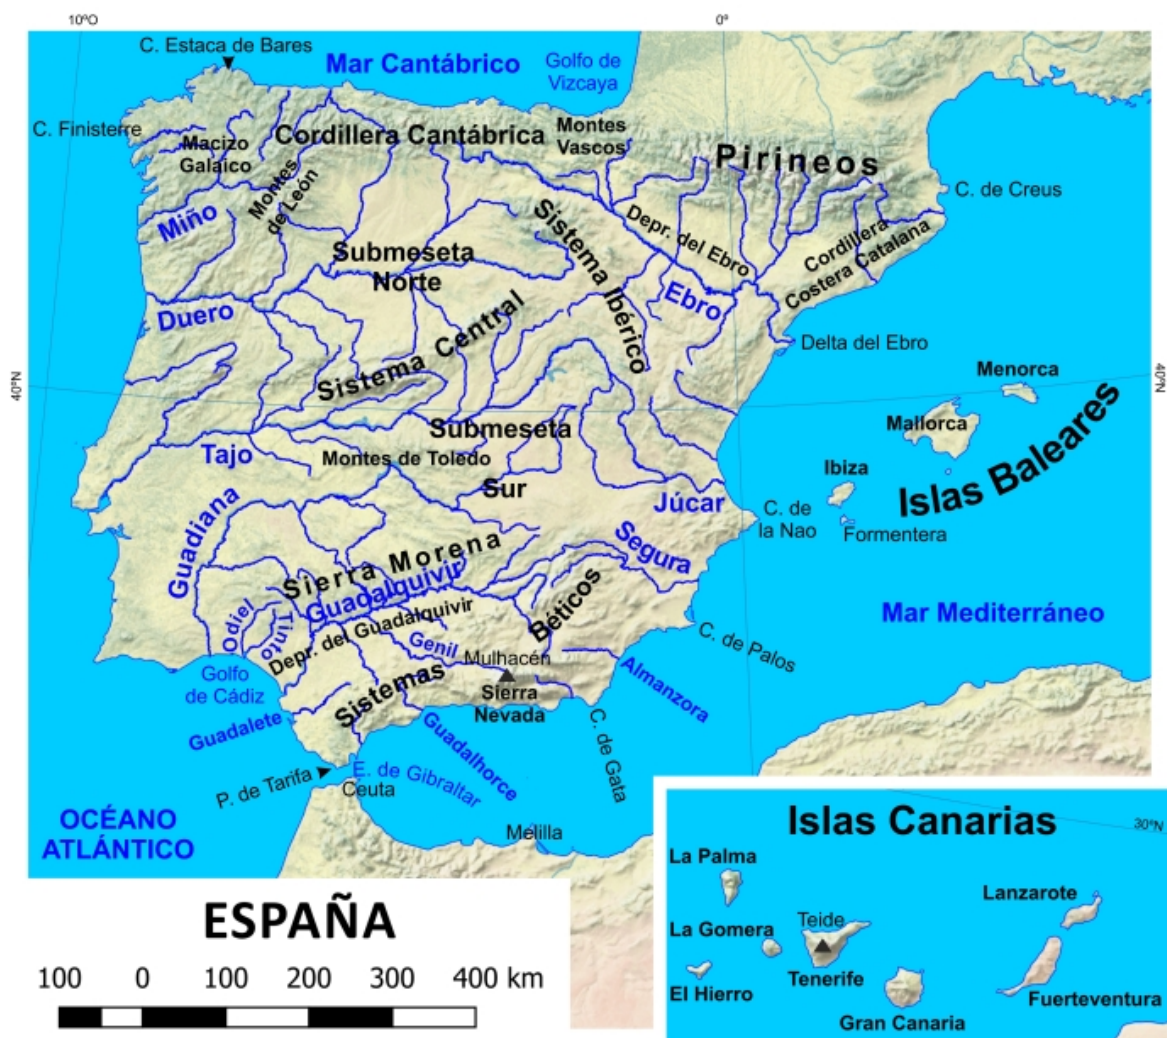 10ºO
0º
C. Estaca de Bares
Mar Cantábrico
Golfo de
Vizcaya
C. Finisterre
Macizo
Galaico
Cordillera Cantábrica
Montes
Vascos
Pirineos
C. de Creus
Montes
de León
Miño
Depr. del Ebro
Cordillera
Costera Catalana
Submeseta
Norte
Sistema Ibérico
Ebro
Duero
Sistema Central
Delta del Ebro
40ºN
40ºN
Menorca
Mallorca
Ibiza
Formentera
Islas Baleares
Submeseta
Sur
Tajo
Montes de Toledo
Júcar
C. de
la Nao
Guadiana
Segura
Sierra Morena
Guadalquivir
Depr. del Guadalquivir
Odiel
Tinto
Béticos
Mar Mediterráneo
C. de Palos
Genil
Mulhacén
Sierra
Nevada
Sistemas
Almanzora
Golfo
de Cádiz
Guadalete
Guadalhorce
C. de Gata
P. de Tarifa
E. de Gibraltar
Ceuta
Melilla
OCÉANO
ATLÁNTICO
ESPAÑA
100 0 100 200 300 400 km
Islas Canarias
30ºN
La Palma
Lanzarote
La Gomera
Teide
El Hierro
Tenerife
Fuerteventura
Gran Canaria